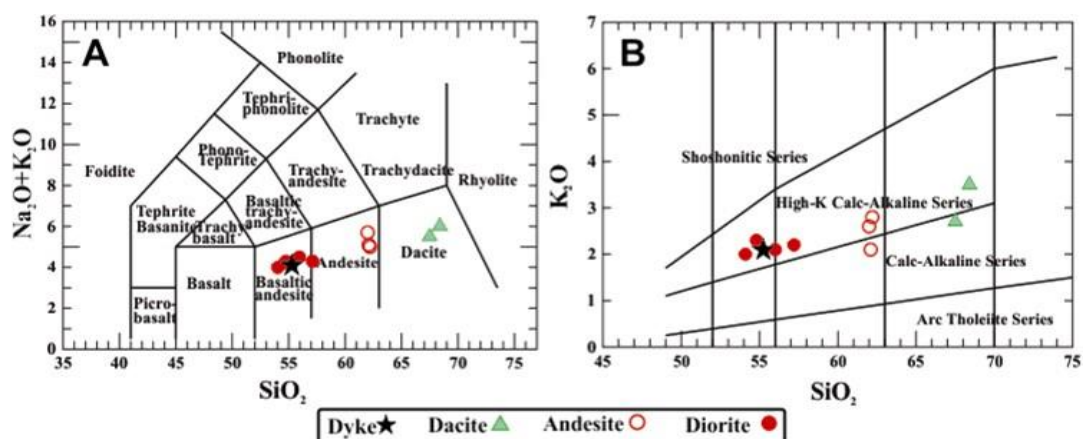 A
Na2O+K2O
16
14
12
10
8
6
4
2
0
35
40
45
50
55
60
65
70
75
SiO2
Phonolite
Tephri-
phonolite
Trachyte
Phono-
Tephrite
Foidite
Trachy-
andesite
Trachydacite
Rhyolite
Tephrite
Basanite
Trachy
basalt
Basaltic
trachy-
andesite
Dacite
Andesite
Basalt
Basaltic
andesite
Picro-
basalt
B
K2O
7
6
5
4
3
2
1
0
45
50
55
60
65
70
75
SiO2
Shoshonitic Series
High-K Calc-Alkaline Series
Calc-Alkaline Series
Arc Tholeiite Series
Dyke Dacite Andesite Diorite